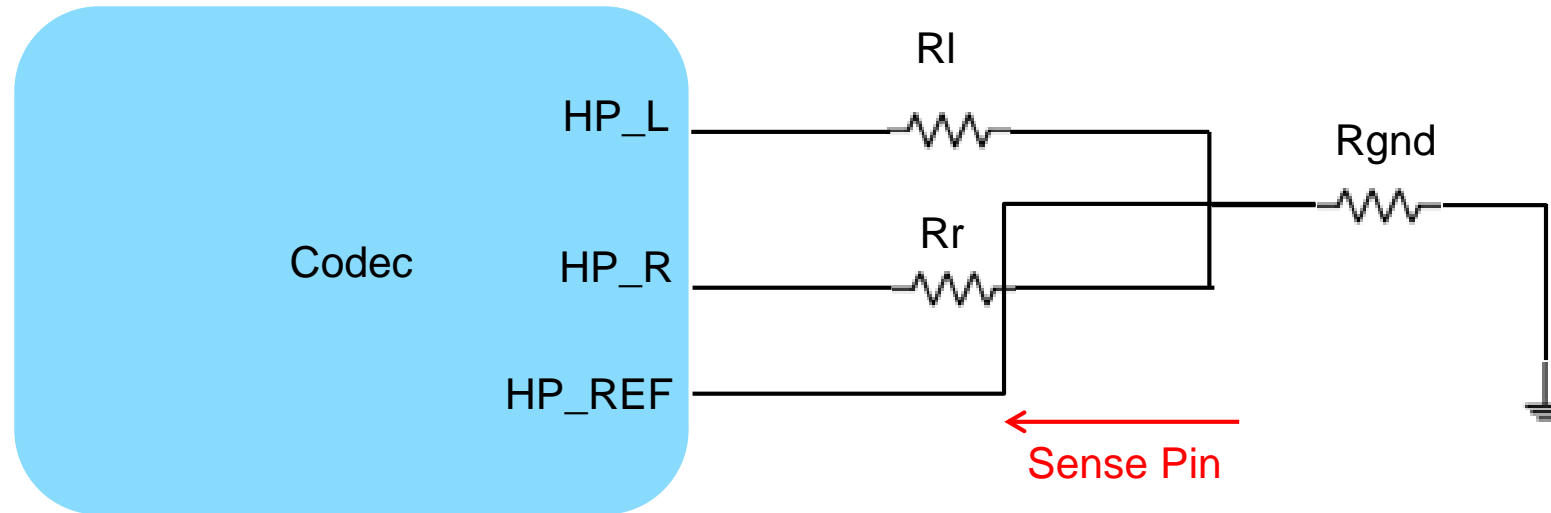 Rl
HP_L
Rgnd
Rr
Codec
HP_R
HP_REF
Sense Pin